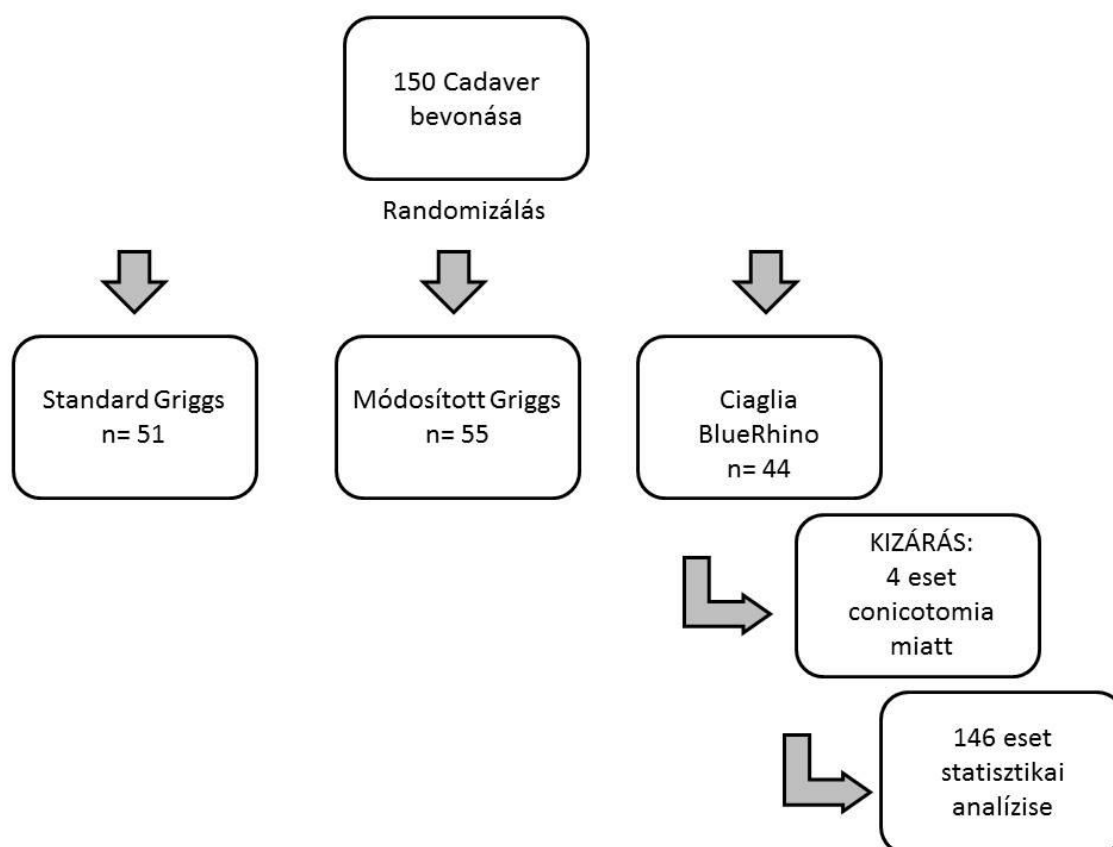 150 Cadaver
bevonása
Randomizálás
Standard Griggs
n= 51
Módosított Griggs
n= 55
Ciaglia
BlueRhino
n= 44
KIZÁRÁS:
4 eset
conicotomia
miatt
146 eset
statisztikai
analízise